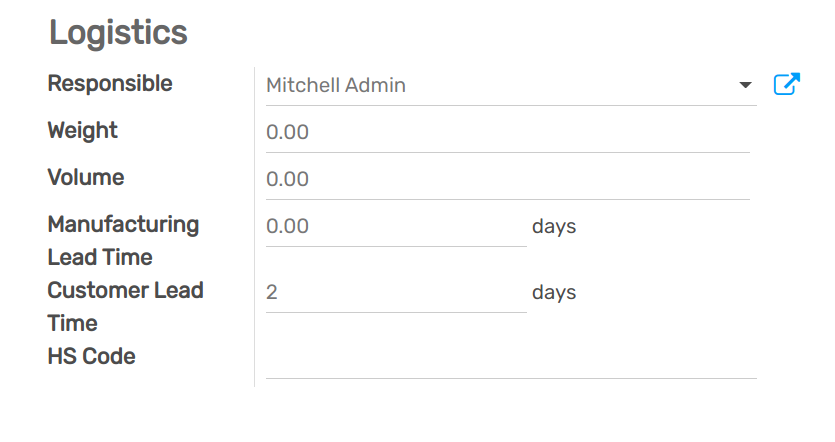 Logistics
Responsible Mitchell Admin
Weight 0.00
Volume 0.00
Manufacturing 0.00 days
Lead Time
Customer Lead 2 days
Time
HS Code